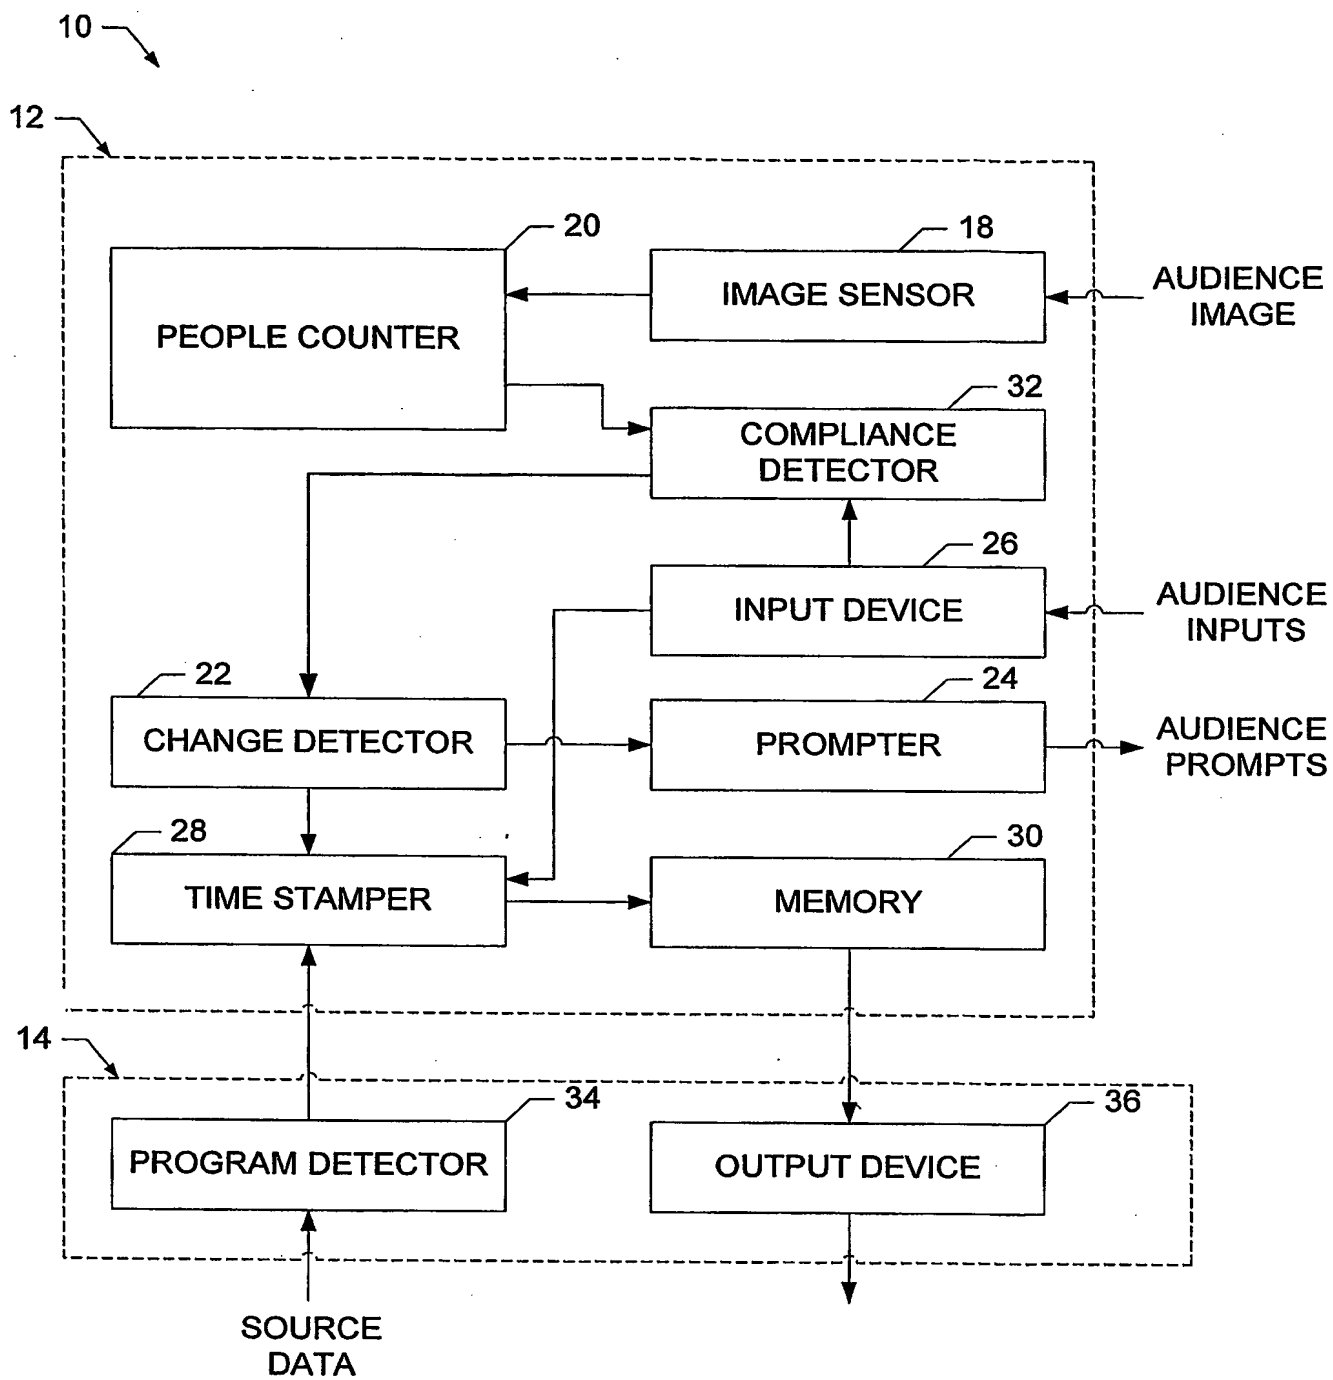 10
12
20
18
PEOPLE COUNTER
IMAGE SENSOR
AUDIENCE
IMAGE
32
COMPLIANCE
DETECTOR
26
INPUT DEVICE
AUDIENCE
INPUTS
22
24
CHANGE DETECTOR
PROMPTER
AUDIENCE
PROMPTS
28
30
TIME STAMPER
MEMORY
14
34
36
PROGRAM DETECTOR
OUTPUT DEVICE
SOURCE
DATA